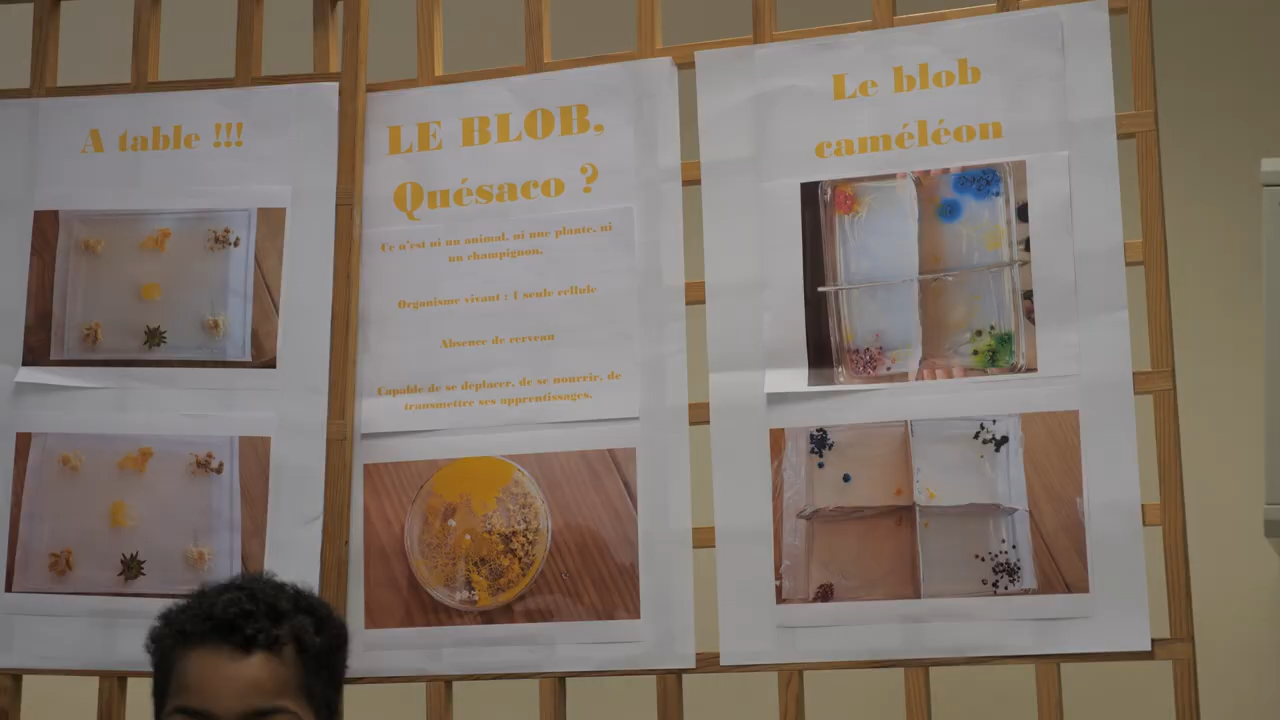 A table !!!
LE BLOB,
Quésaco ?
Ce n'est ni un animal, ni une plante, ni
un champignon.
Organisme vivant : 1 seule cellule
Absence de cerveau
Capable de se déplacer, de se nourrir, de
transmettre ses apprentissages.
Le blob
caméléon